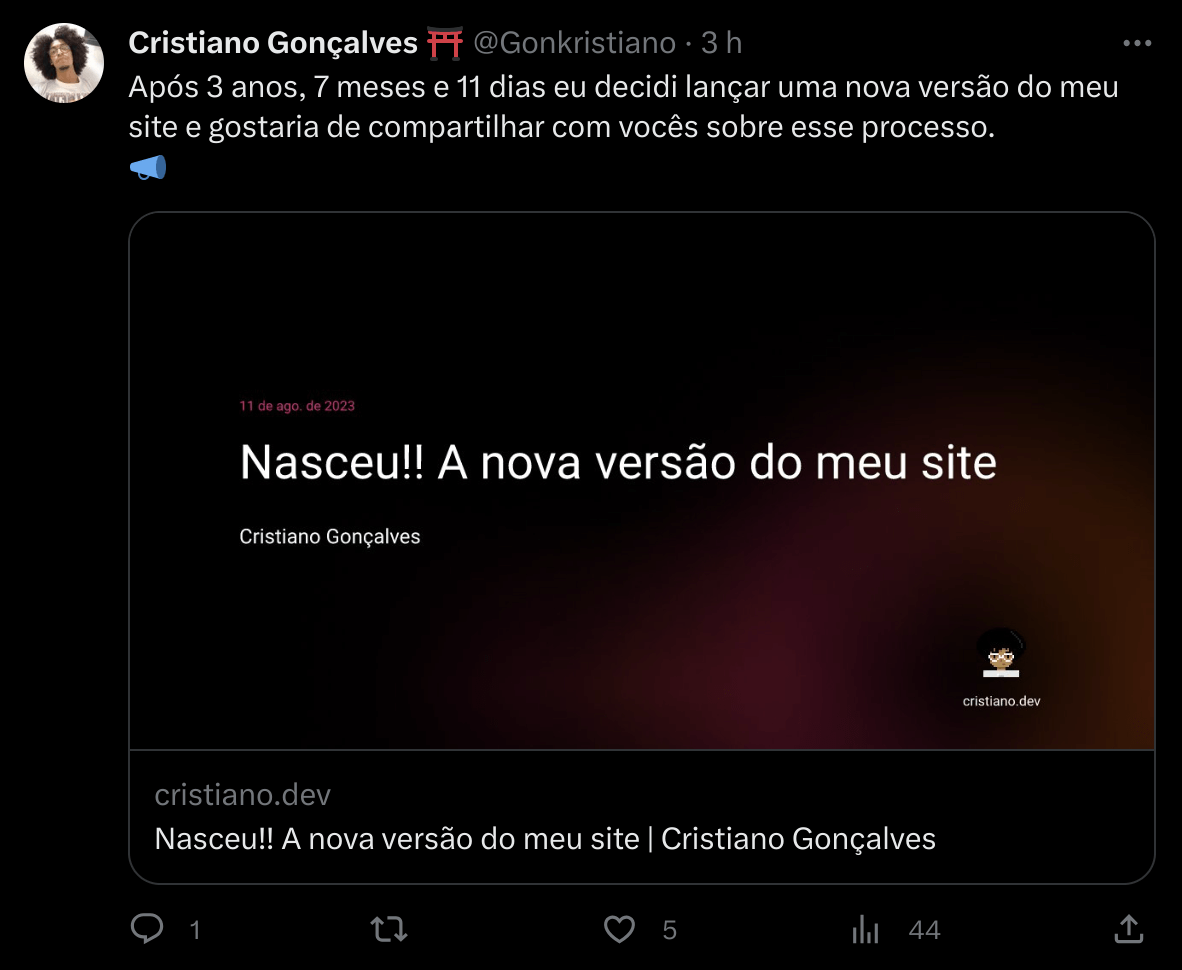 Cristiano Gonçalves ⛩️ @Gonkristiano · 3 h
Após 3 anos, 7 meses e 11 dias eu decidi lançar uma nova versão do meu
site e gostaria de compartilhar com vocês sobre esse processo.
📣
11 de ago. de 2023
Nasceu!! A nova versão do meu site
Cristiano Gonçalves
cristiano.dev
cristiano.dev
Nasceu!! A nova versão do meu site | Cristiano Gonçalves
1 5 44